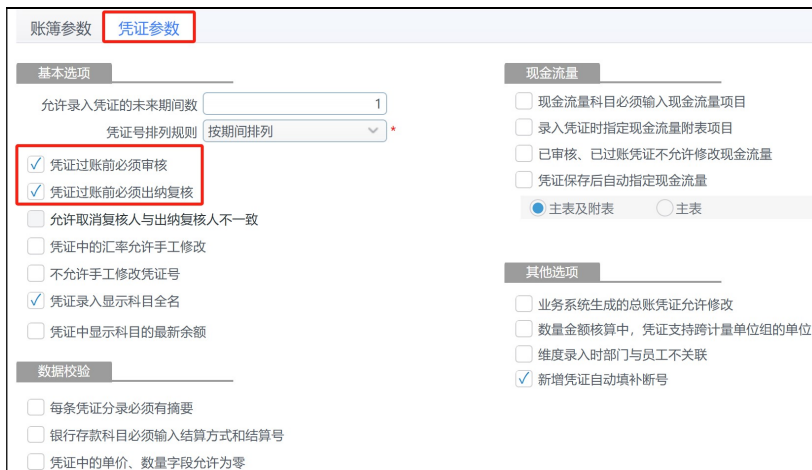 账簿参数
凭证参数
基本选项
允许录入凭证的未来期间数 1
凭证号排列规则 按期间排列 *
凭证过账前必须审核
凭证过账前必须出纳复核
允许取消复核人与出纳复核人不一致
凭证中的汇率允许手工修改
不允许手工修改凭证号
凭证录入显示科目全名
凭证中显示科目的最新余额
数据校验
每条凭证分录必须有摘要
银行存款科目必须输入结算方式和结算号
凭证中的单价、数量字段允许为零
现金流量
现金流量科目必须输入现金流量项目
录入凭证时指定现金流量附表项目
已审核、已过账凭证不允许修改现金流量
凭证保存后自动指定现金流量
主表及附表 主表
其他选项
业务系统生成的总账凭证允许修改
数量金额核算中，凭证支持跨计量单位组的单位
维度录入时部门与员工不关联
新增凭证自动填补断号